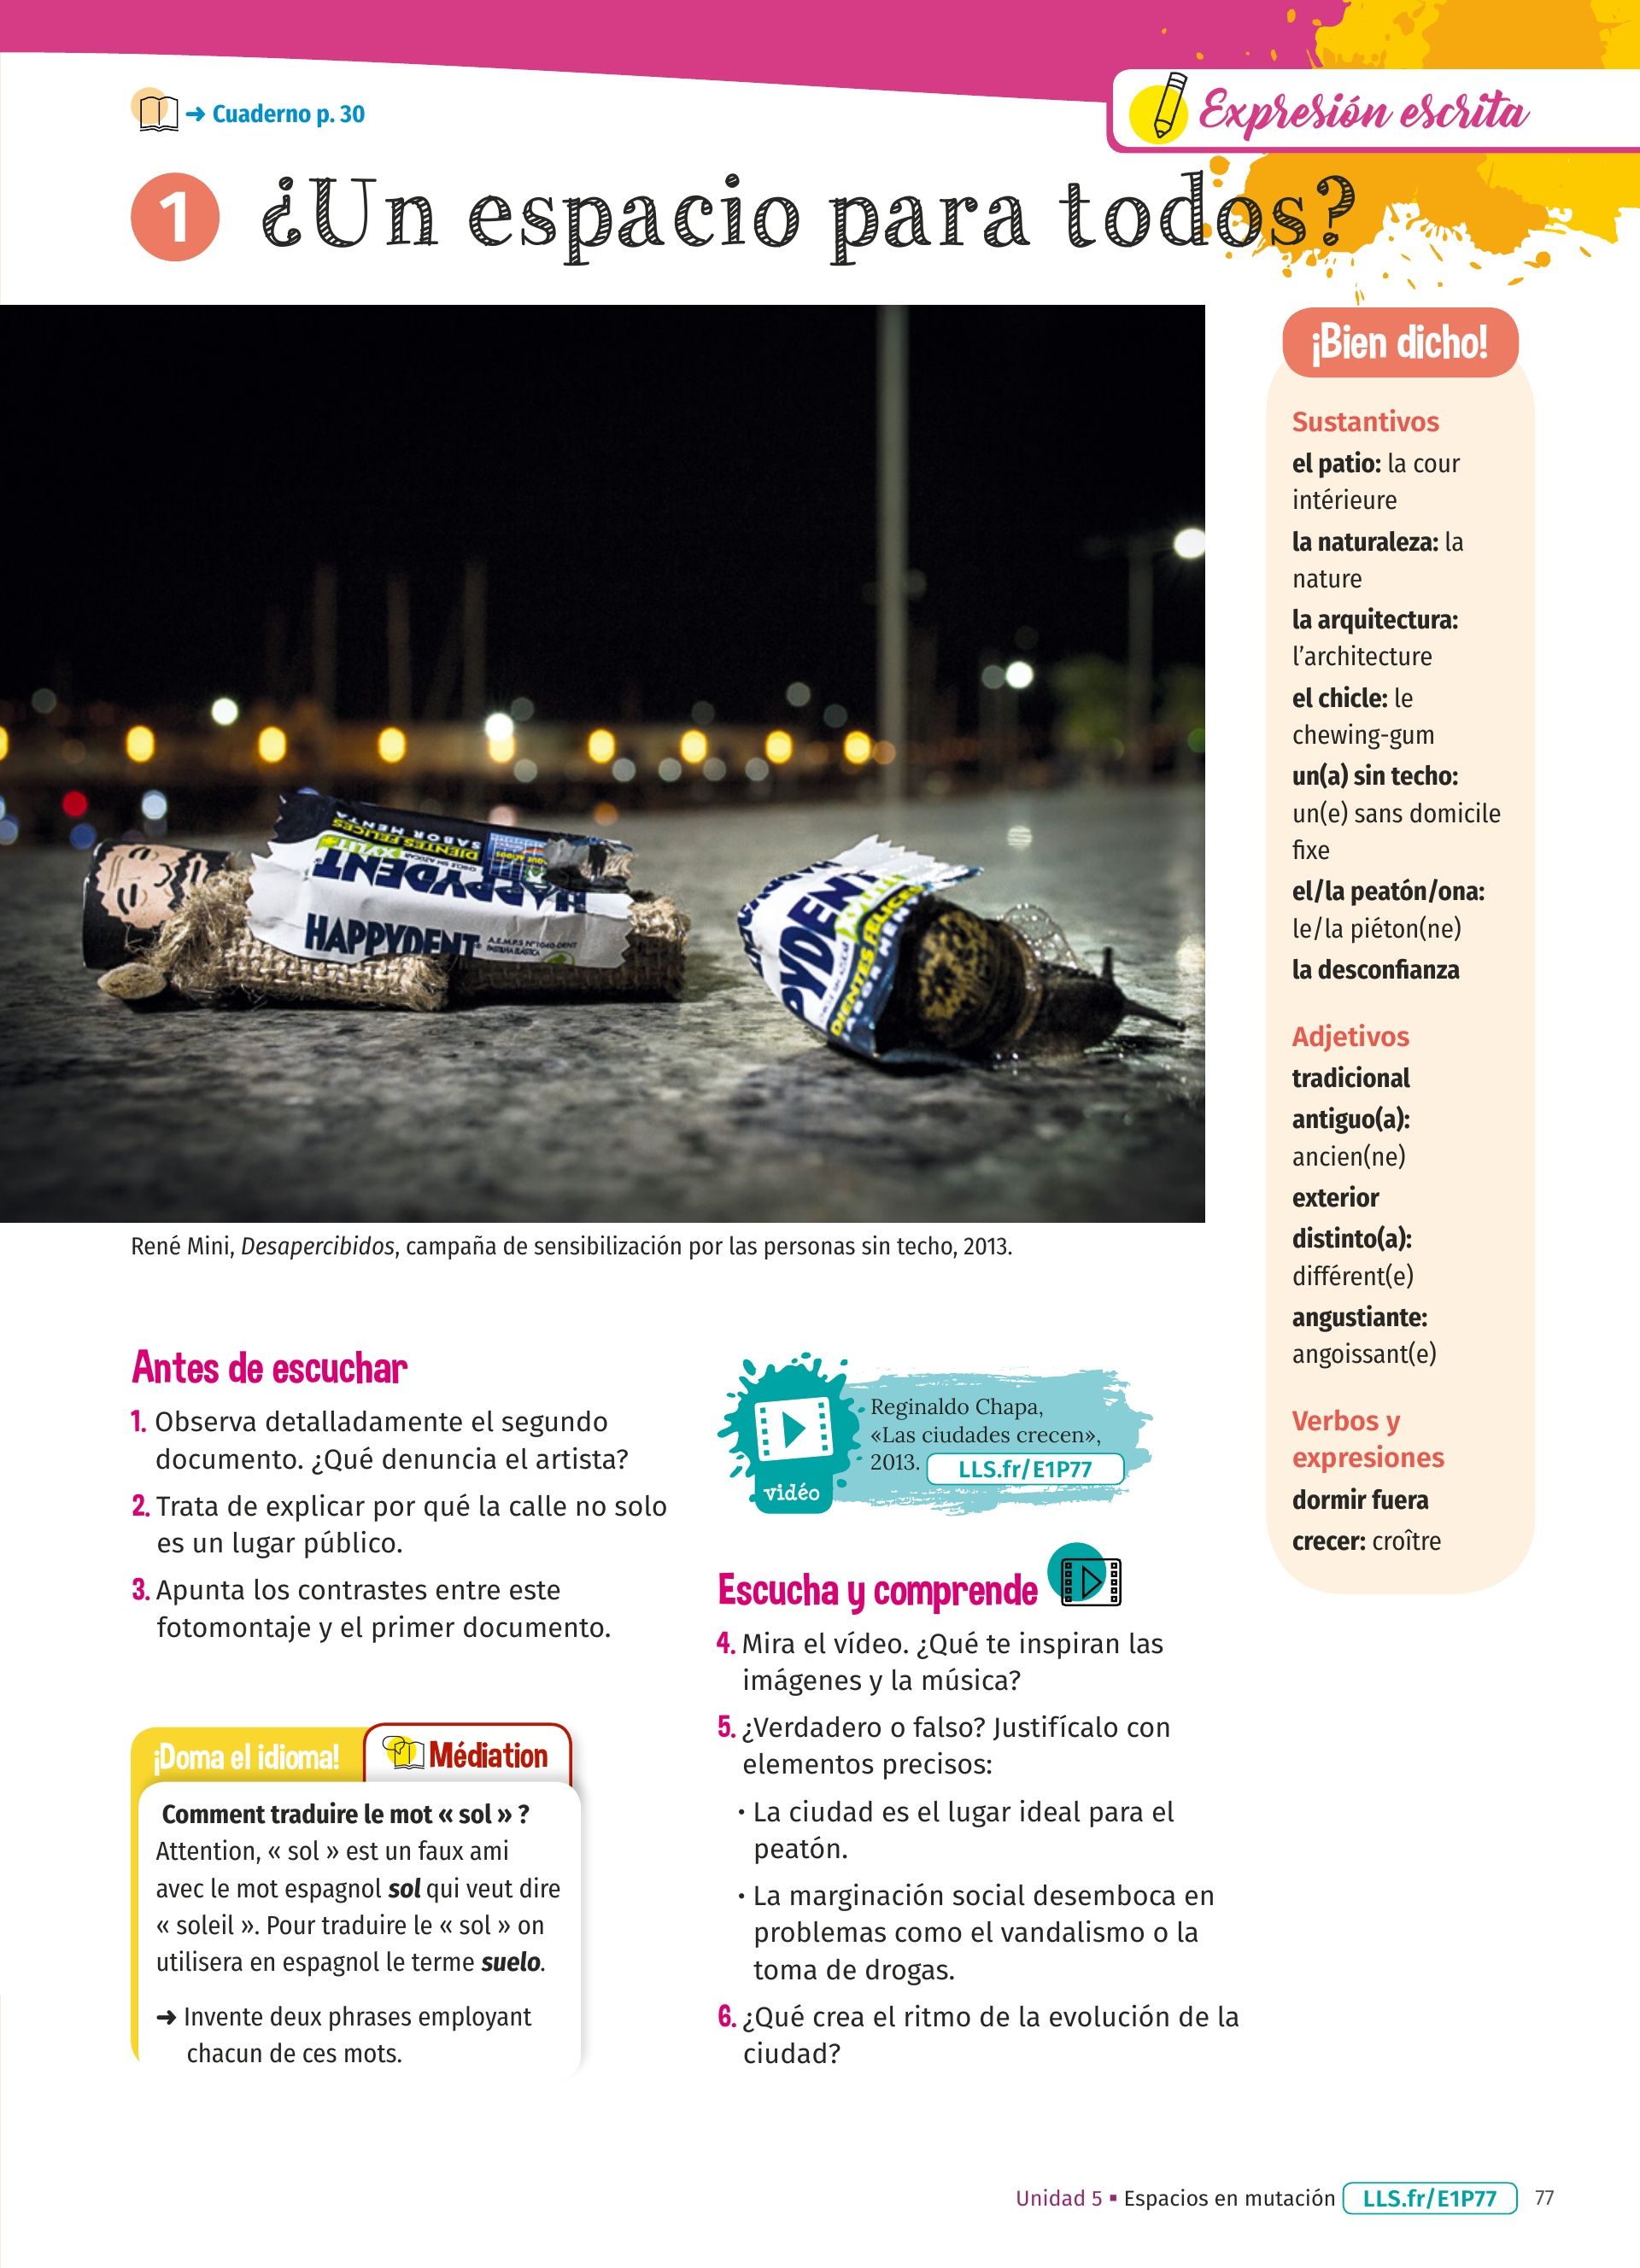 → Cuaderno p. 30
Expresión escrita
1 ¿Un espacio para todos?
DIENTES FELICES
SABOR MENTA
HAPPYDENT
HAPPYDENT
PYDENT
DIENTES FELICES
René Mini, Desapercibidos, campaña de sensibilización por las personas sin techo, 2013.
¡Bien dicho!
Sustantivos
el patio: la cour
intérieure
la naturaleza: la
nature
la arquitectura:
l’architecture
el chicle: le
chewing-gum
un(a) sin techo:
un(e) sans domicile
fixe
el/la peatón/ona:
le/la piéton(ne)
la desconfianza
Adjetivos
tradicional
antiguo(a):
ancien(ne)
exterior
distinto(a):
différent(e)
angustiante:
angoissant(e)
Verbos y
expresiones
dormir fuera
crecer: croître
Antes de escuchar
1. Observa detalladamente el segundo
documento. ¿Qué denuncia el artista?
2. Trata de explicar por qué la calle no solo
es un lugar público.
3. Apunta los contrastes entre este
fotomontaje y el primer documento.
¡Doma el idioma!
Médiation
Comment traduire le mot « sol » ?
Attention, « sol » est un faux ami
avec le mot espagnol sol qui veut dire
« soleil ». Pour traduire le « sol » on
utilisera en espagnol le terme suelo.
→ Invente deux phrases employant
chacun de ces mots.
vidéo
Reginaldo Chapa,
«Las ciudades crecen»,
2013. LLS.fr/E1P77
Escucha y comprende
4. Mira el vídeo. ¿Qué te inspiran las
imágenes y la música?
5. ¿Verdadero o falso? Justifícalo con
elementos precisos:
• La ciudad es el lugar ideal para el
peatón.
• La marginación social desemboca en
problemas como el vandalismo o la
toma de drogas.
6. ¿Qué crea el ritmo de la evolución de la
ciudad?
Unidad 5 ▪ Espacios en mutación LLS.fr/E1P77 77